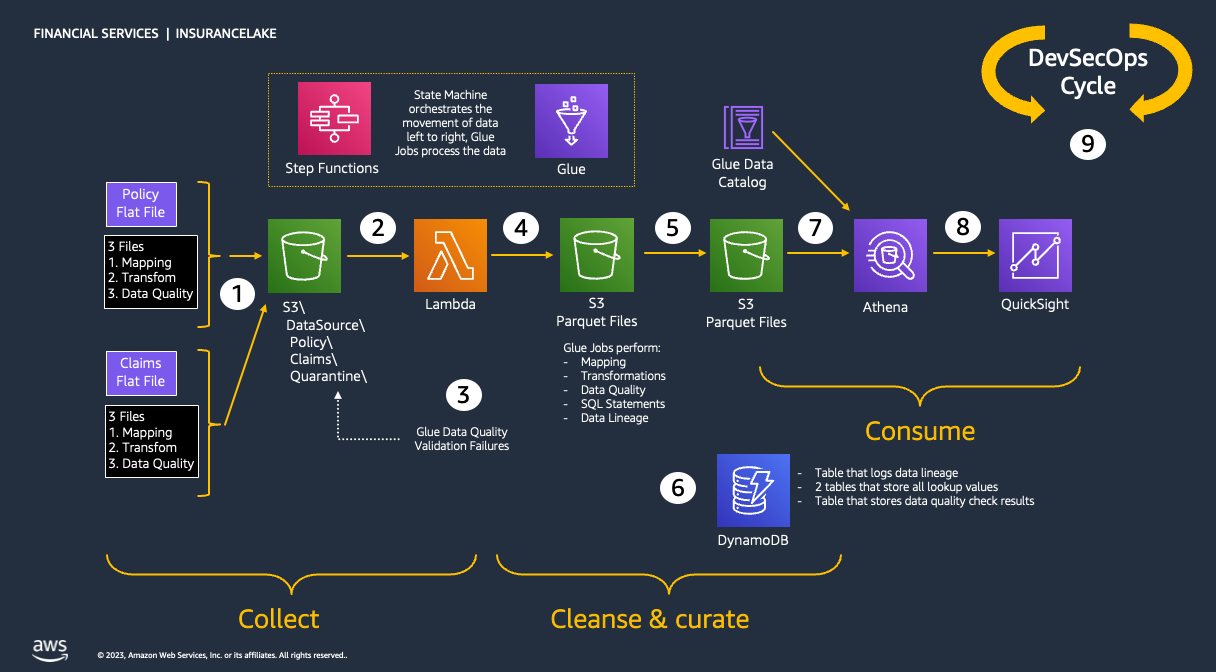 FINANCIAL SERVICES | INSURANCELAKE
DevSecOps
Cycle
9
State Machine
orchestrates the
movement of data
left to right, Glue
Jobs process the data
Step Functions
Glue
Glue Data
Catalog
Policy
Flat File
3 Files
1. Mapping
2. Transfom
3. Data Quality
1
2
4
5
7
8
S3\
DataSource\
Policy\
Claims\
Quarantine\
Lambda
S3
Parquet Files
S3
Parquet Files
Athena
QuickSight
Claims
Flat File
3 Files
1. Mapping
2. Transfom
3. Data Quality
3
Glue Data Quality
Validation Failures
Glue Jobs perform:
- Mapping
- Transformations
- Data Quality
- SQL Statements
- Data Lineage
Consume
6
DynamoDB
- Table that logs data lineage
- 2 tables that store all lookup values
- Table that stores data quality check results
Collect
Cleanse & curate
aws
© 2023, Amazon Web Services, Inc. or its affiliates. All rights reserved..